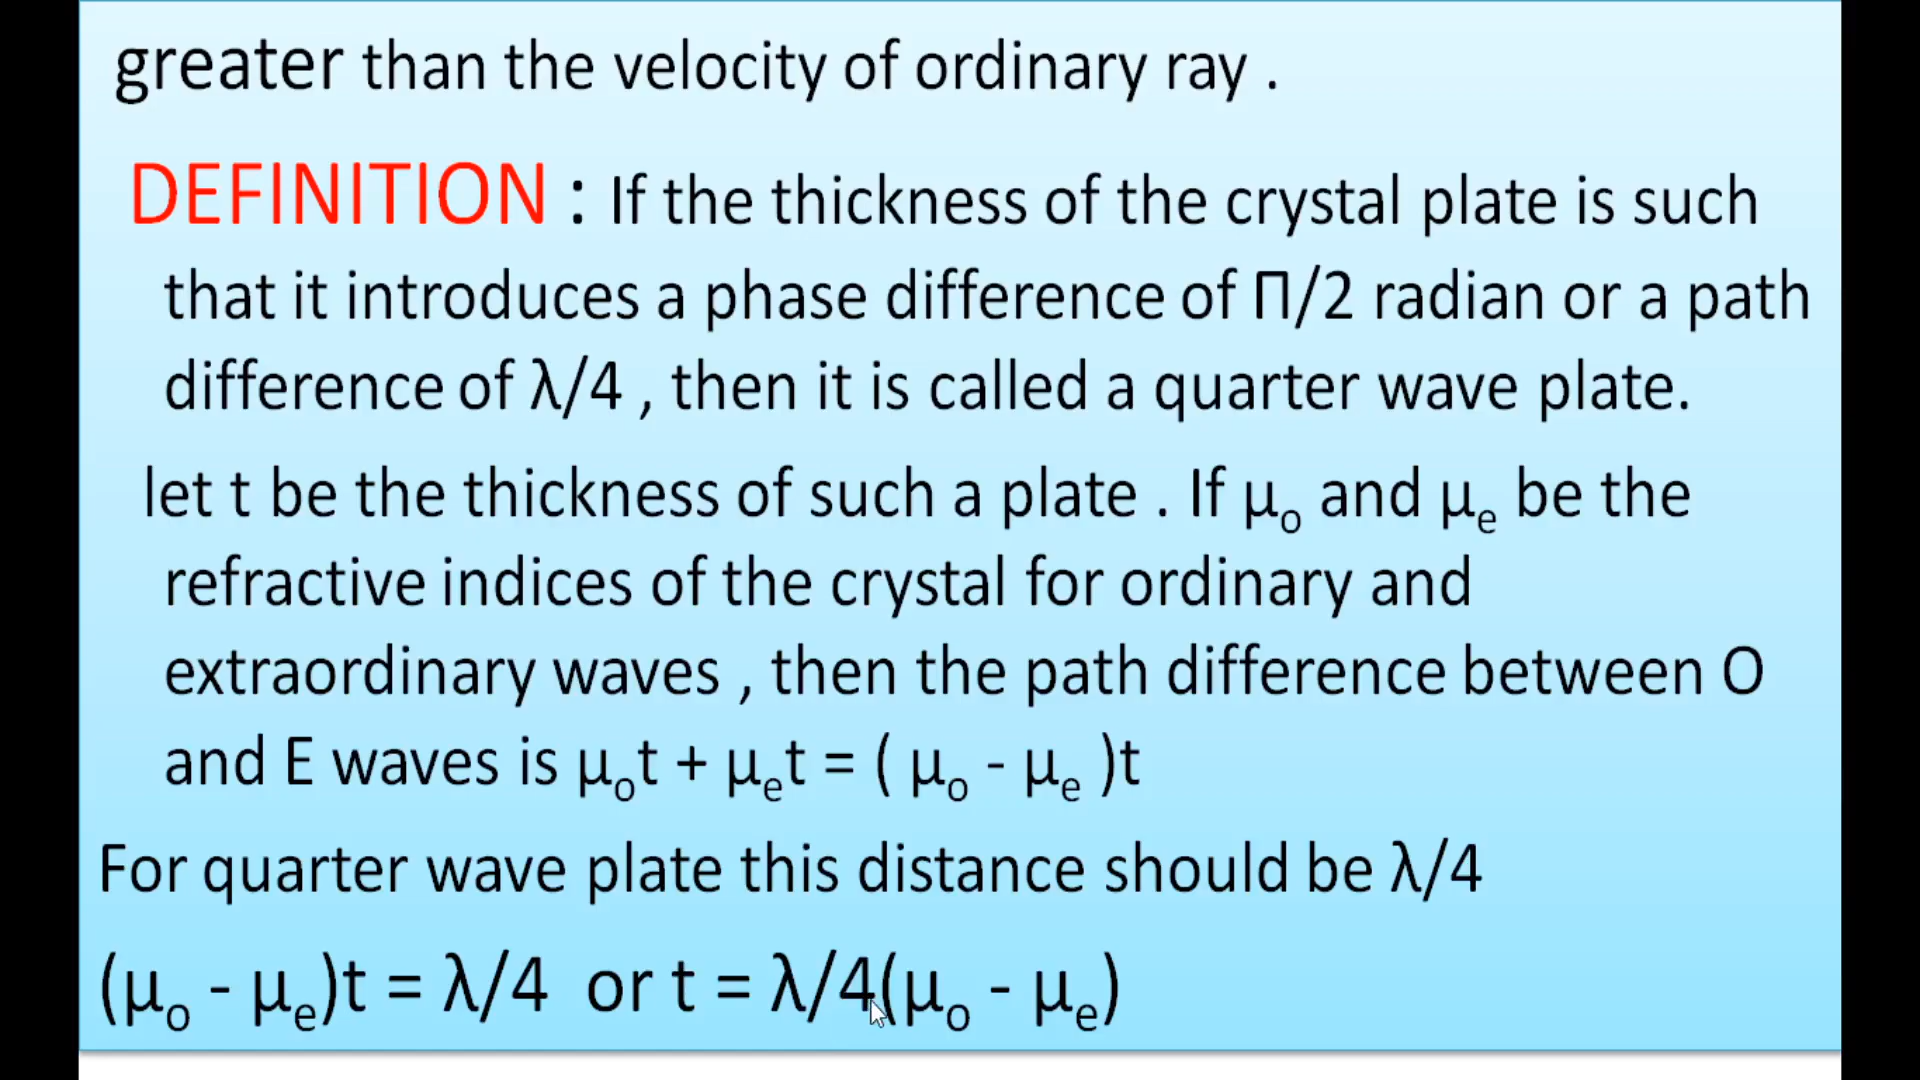 greater than the velocity of ordinary ray .
DEFINITION : If the thickness of the crystal plate is such
that it introduces a phase difference of Π/2 radian or a path
difference of λ/4 , then it is called a quarter wave plate.
let t be the thickness of such a plate . If μₒ and μₑ be the
refractive indices of the crystal for ordinary and
extraordinary waves , then the path difference between O
and E waves is μₒt + μₑt = ( μₒ - μₑ )t
For quarter wave plate this distance should be λ/4
(μₒ - μₑ)t = λ/4 or t = λ/4(μₒ - μₑ)